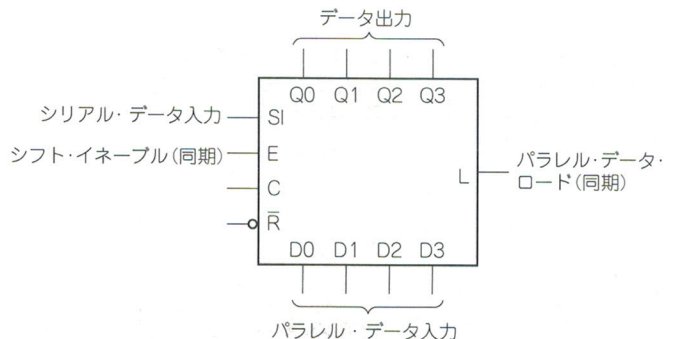 データ出力
Q0 Q1 Q2 Q3
シリアル・データ入力
SI
シフト・イネーブル(同期)
E
C
R̅
L
パラレル・データ・
ロード(同期)
D0 D1 D2 D3
パラレル・データ入力